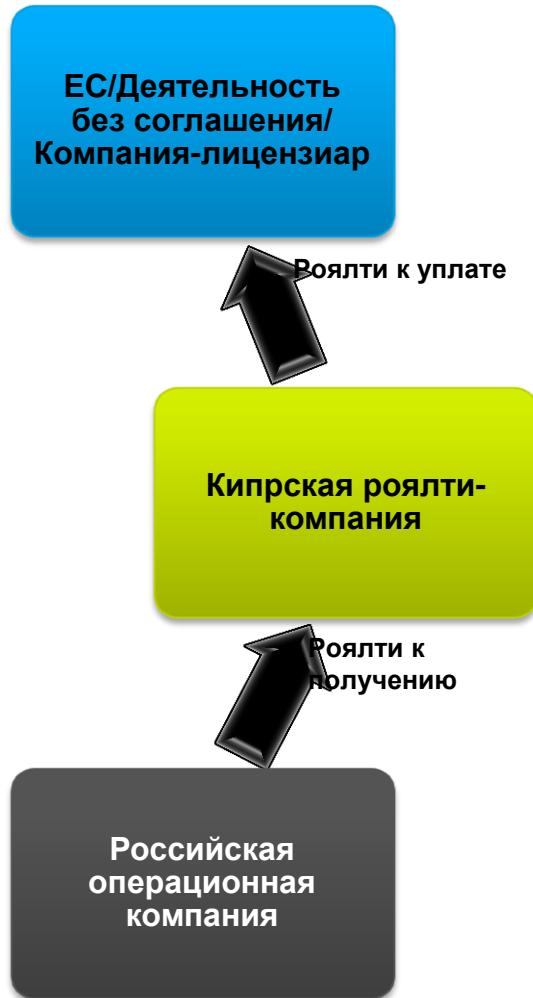 ЕС/Деятельность
без соглашения/
Компания-лицензиар
Роялти к уплате
Кипрская роялти-
компания
Роялти к
получению
Российская
операционная
компания